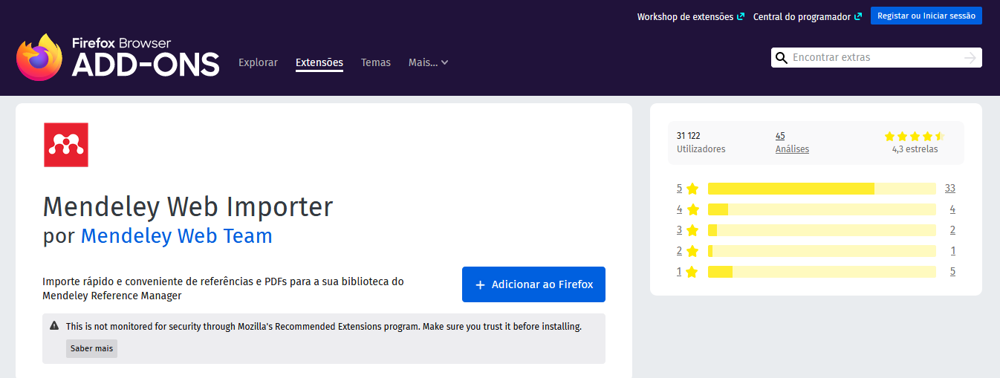 Workshop de extensões
Central do programador
Registar ou Iniciar sessão
Firefox Browser
ADD-ONS
Explorar
Extensões
Temas
Mais...
Encontrar extras
Mendeley Web Importer
por Mendeley Web Team
Importe rápido e conveniente de referências e PDFs para a sua biblioteca do
Mendeley Reference Manager
Adicionar ao Firefox
This is not monitored for security through Mozilla's Recommended Extensions program. Make sure you trust it before installing.
Saber mais
31 122
Utilizadores
45
Análises
4,3 estrelas
5 33
4 4
3 2
2 1
1 5